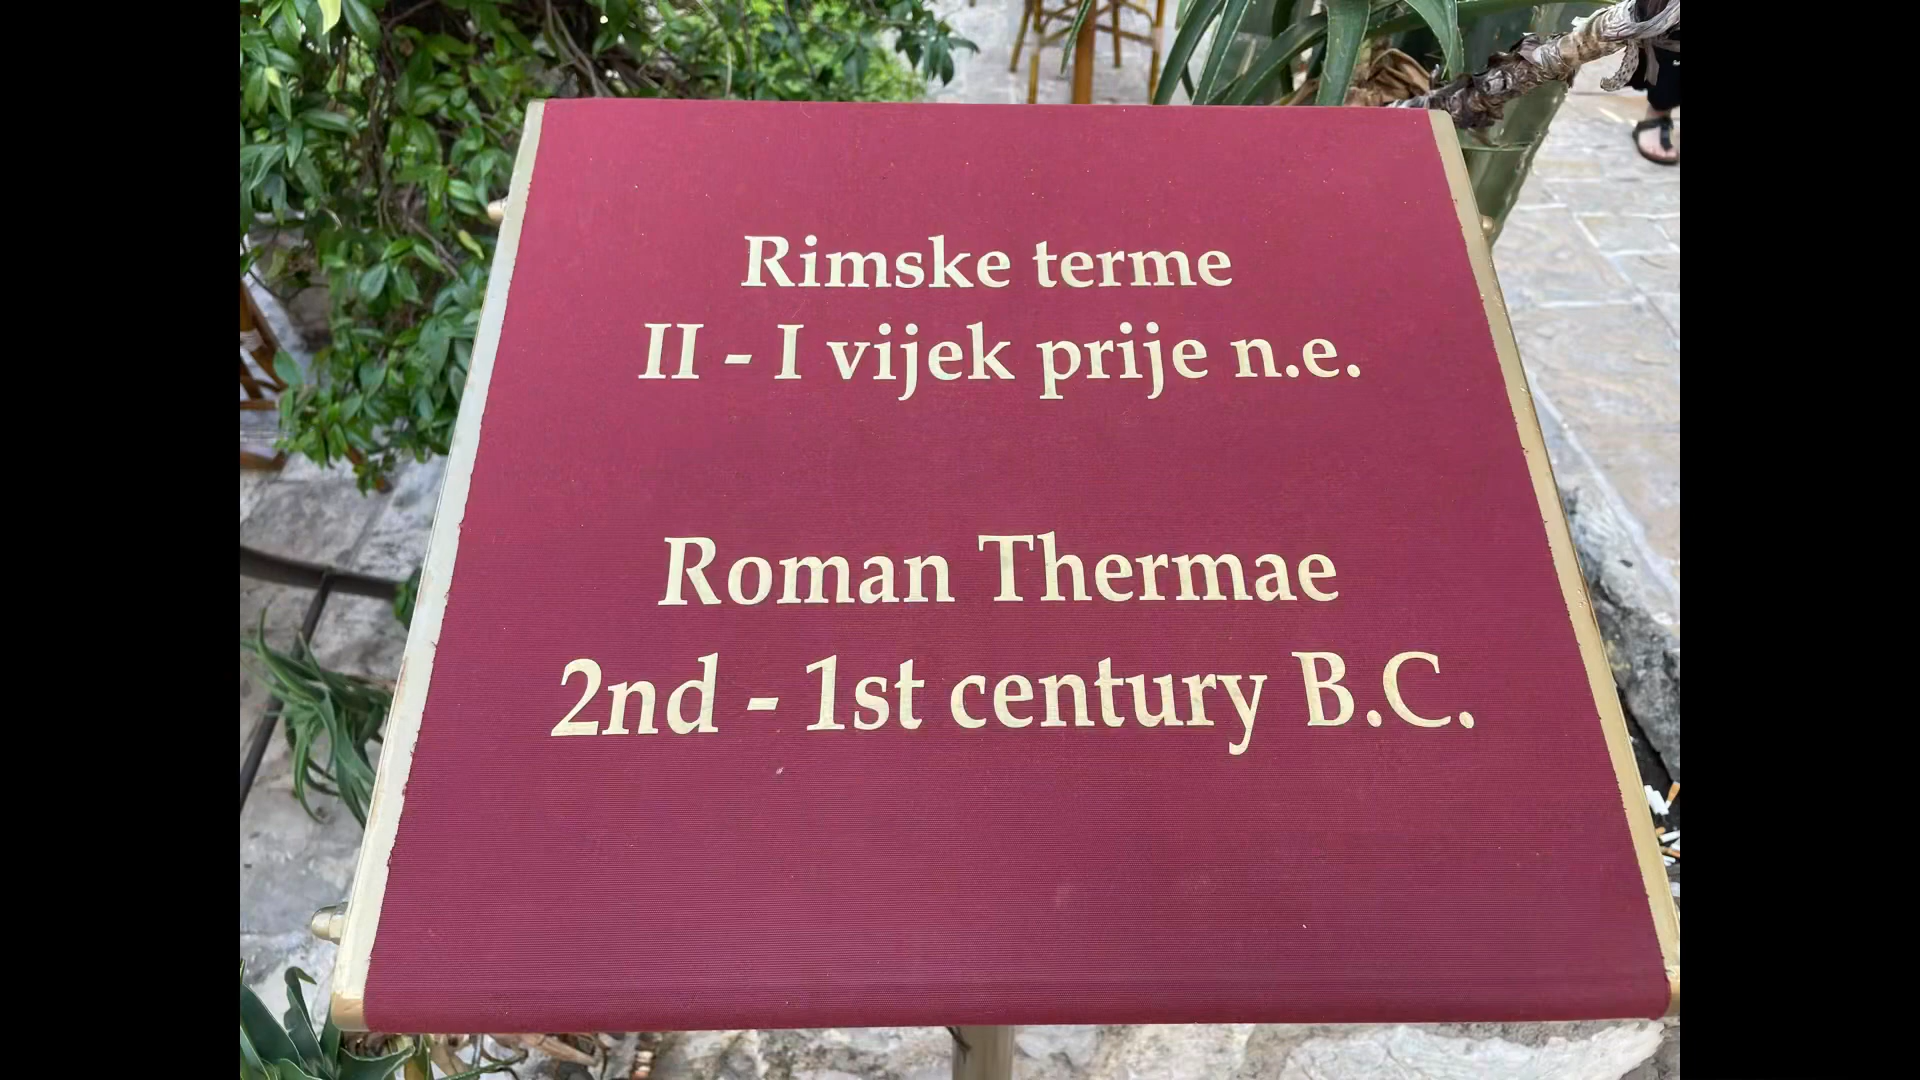 Rimske terme
II - I vijek prije n.e.
Roman Thermae
2nd - 1st century B.C.